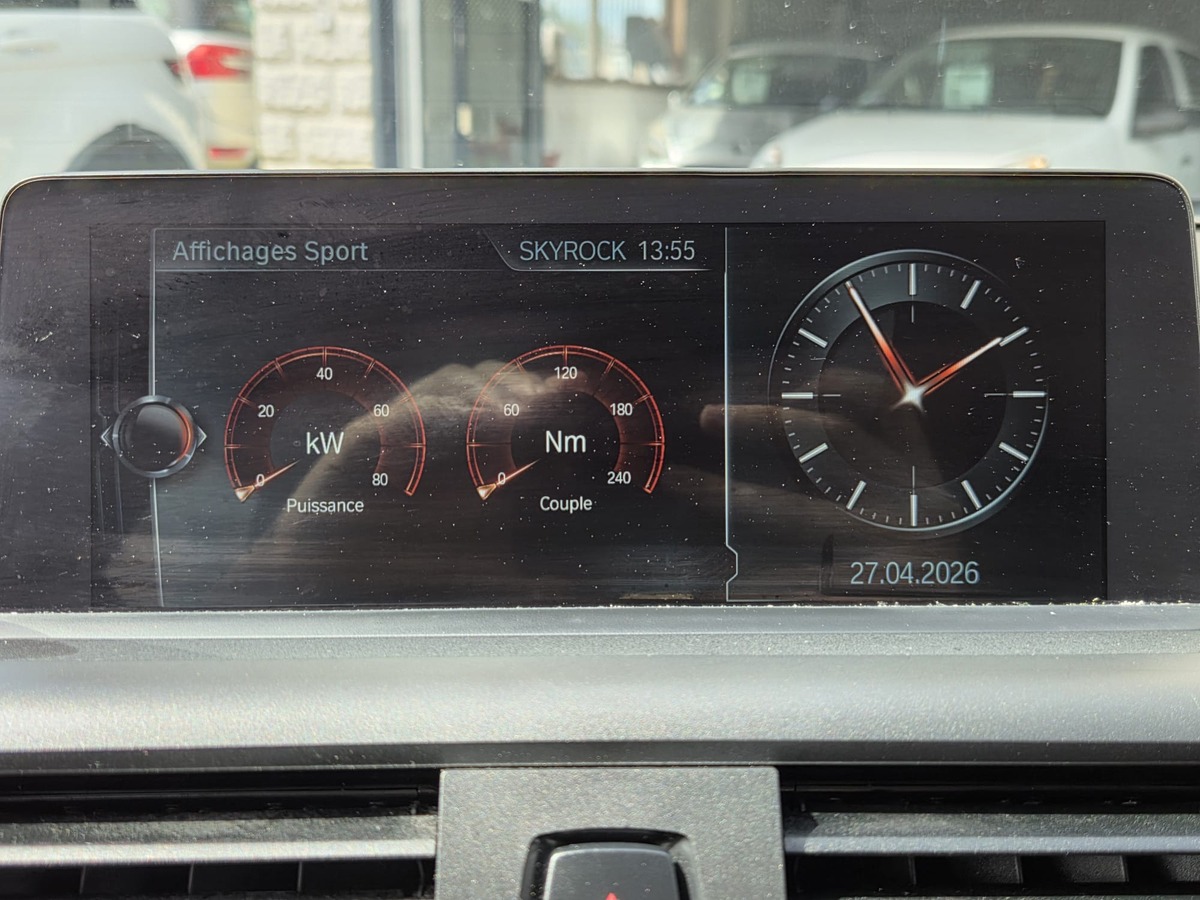 Affichages Sport
SKYROCK 13:55
0
20
40
60
80
kW
Puissance
0
60
120
180
240
Nm
Couple
27.04.2026